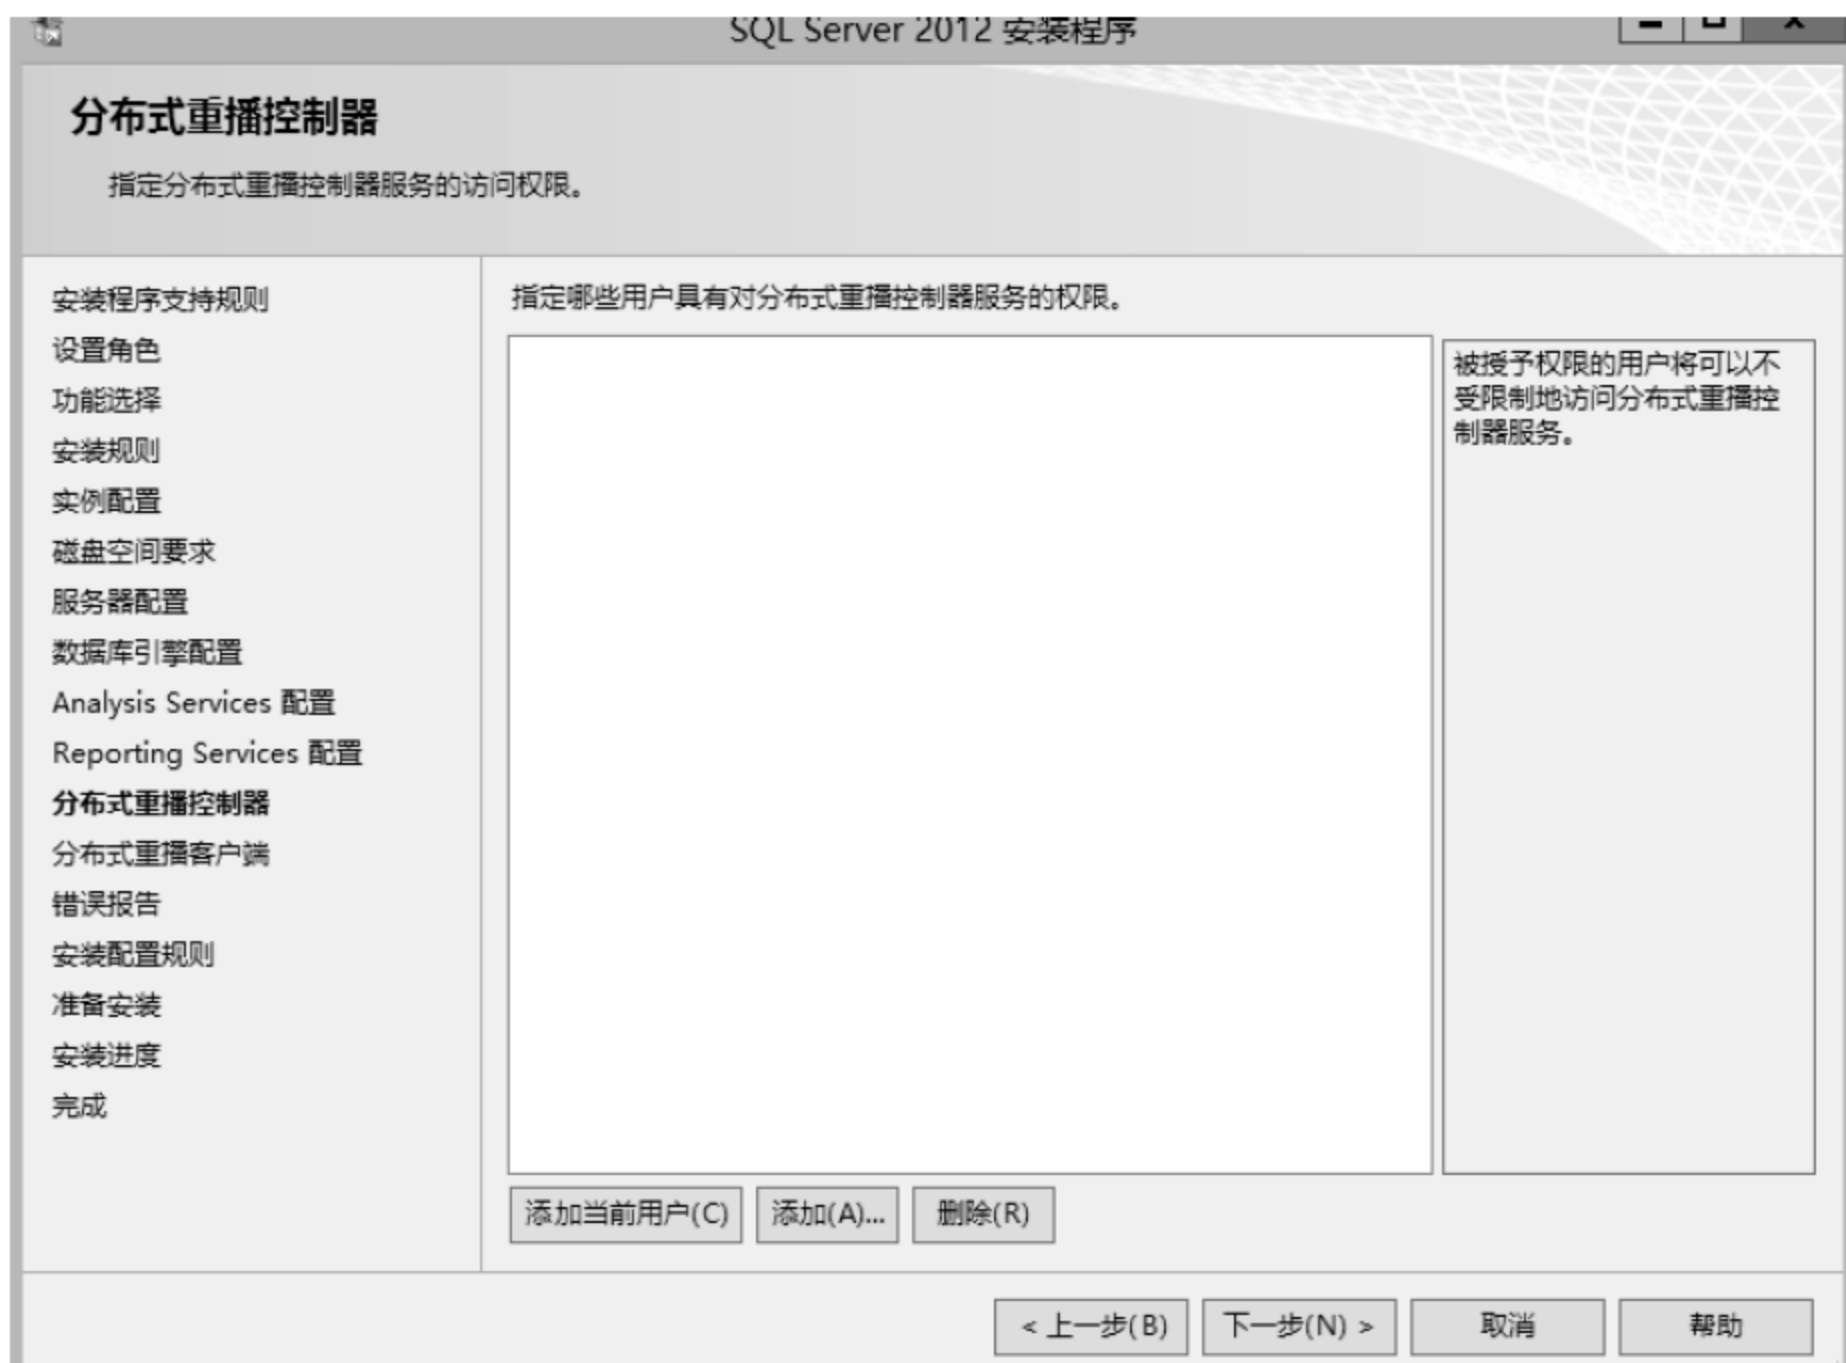 SQL Server 2012 安装程序
分布式重播控制器
指定分布式重播控制器服务的访问权限。
安装程序支持规则
设置角色
功能选择
安装规则
实例配置
磁盘空间要求
服务器配置
数据库引擎配置
Analysis Services 配置
Reporting Services 配置
分布式重播控制器
分布式重播客户端
错误报告
安装配置规则
准备安装
安装进度
完成
指定哪些用户具有对分布式重播控制器服务的权限。
被授予权限的用户将可以不
受限制地访问分布式重播控
制器服务。
添加当前用户(C) 添加(A)... 删除(R)
< 上一步(B) 下一步(N) > 取消 帮助